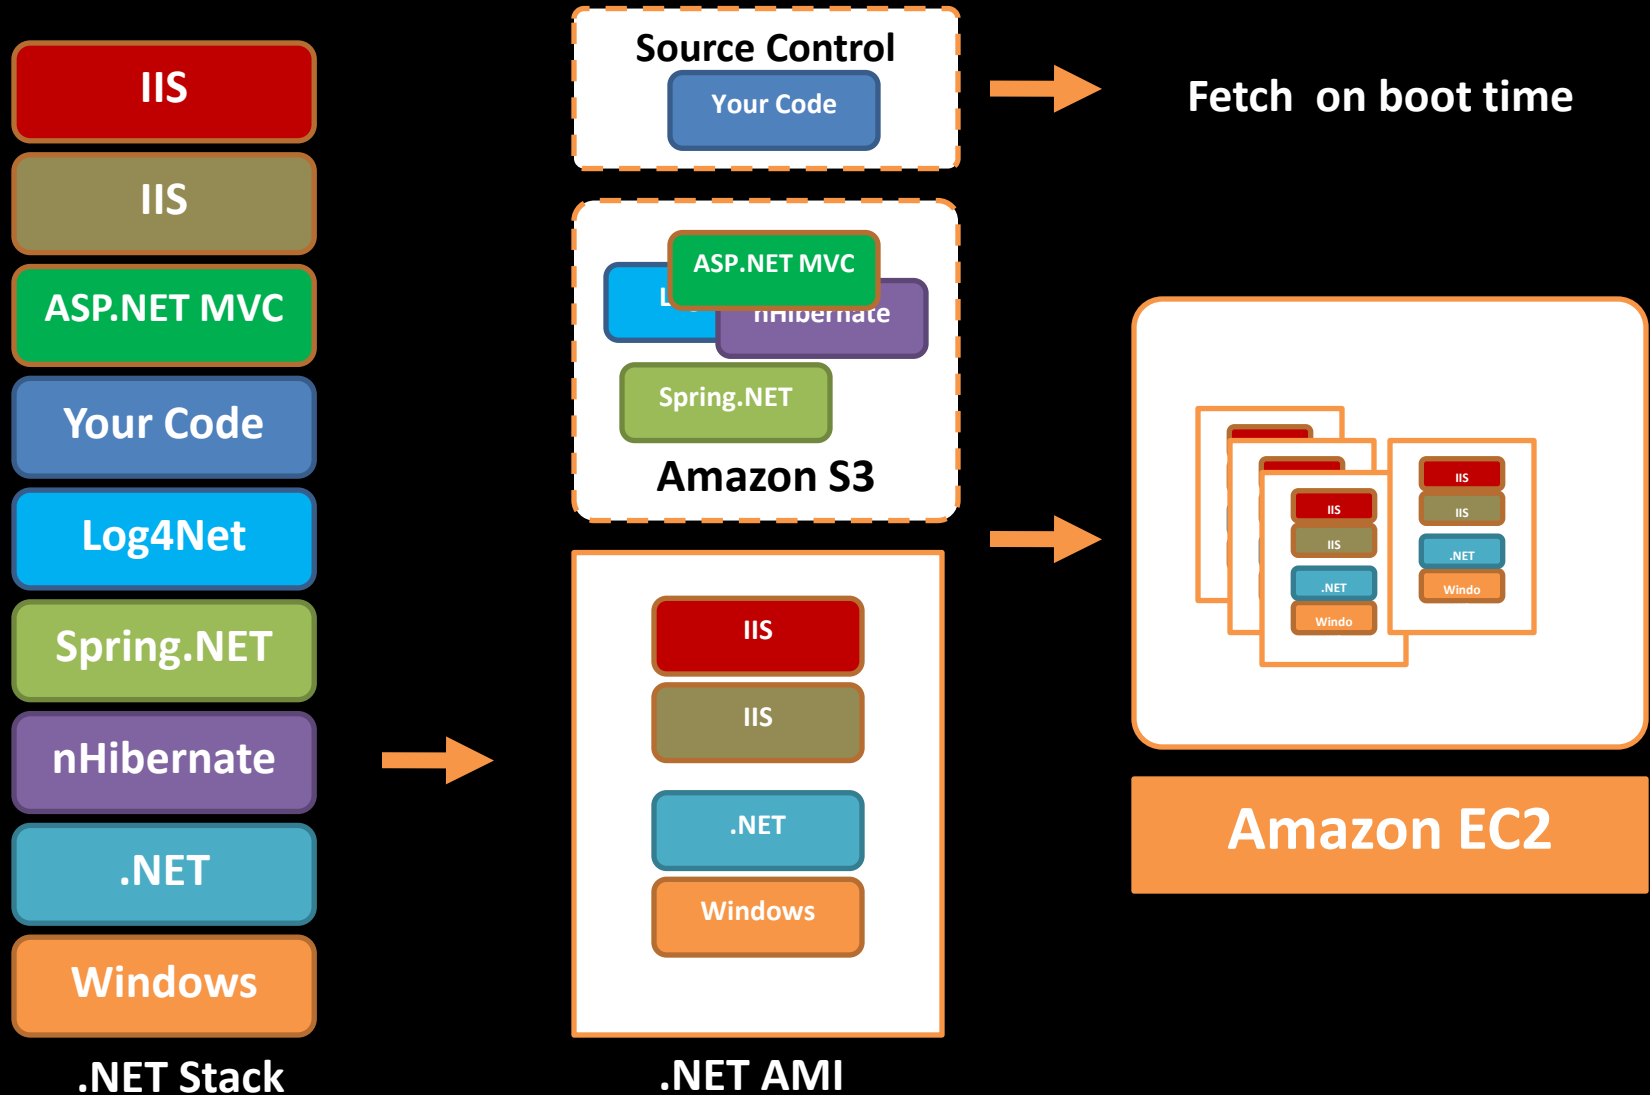 IIS
IIS
ASP.NET MVC
Your Code
Log4Net
Spring.NET
nHibernate
.NET
Windows
.NET Stack
Source Control
Your Code
ASP.NET MVC
nHibernate
Spring.NET
Amazon S3
IIS
IIS
.NET
Windows
.NET AMI
Fetch on boot time
IIS
IIS
.NET
Windo
IIS
IIS
.NET
Windo
Amazon EC2